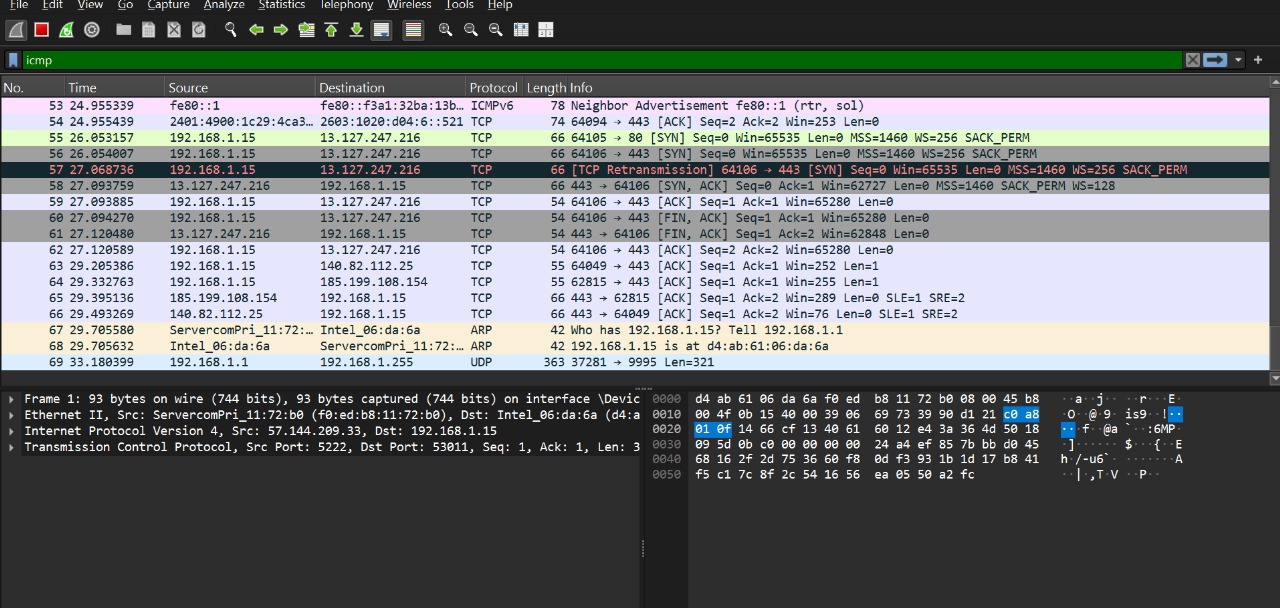 File Edit View Go Capture Analyze Statistics Telephony Wireless Tools Help
icmp
No. Time Source Destination Protocol Length Info
53 24.955339 fe80::1 fe80::f3a1:32ba:13b… ICMPv6 78 Neighbor Advertisement fe80::1 (rtr, sol)
54 24.955439 2401:4900:1c29:4ca3… 2603:1020:d04:6::521 TCP 74 64094 → 443 [ACK] Seq=2 Ack=2 Win=253 Len=0
55 26.053157 192.168.1.15 13.127.247.216 TCP 66 64105 → 80 [SYN] Seq=0 Win=65535 Len=0 MSS=1460 WS=256 SACK_PERM
56 26.054007 192.168.1.15 13.127.247.216 TCP 66 64106 → 443 [SYN] Seq=0 Win=65535 Len=0 MSS=1460 WS=256 SACK_PERM
57 27.068736 192.168.1.15 13.127.247.216 TCP 66 [TCP Retransmission] 64106 → 443 [SYN] Seq=0 Win=65535 Len=0 MSS=1460 WS=256 SACK_PERM
58 27.093759 13.127.247.216 192.168.1.15 TCP 66 443 → 64106 [SYN, ACK] Seq=0 Ack=1 Win=62727 Len=0 MSS=1460 SACK_PERM WS=128
59 27.093885 192.168.1.15 13.127.247.216 TCP 54 64106 → 443 [ACK] Seq=1 Ack=1 Win=65280 Len=0
60 27.094270 192.168.1.15 13.127.247.216 TCP 54 64106 → 443 [FIN, ACK] Seq=1 Ack=1 Win=65280 Len=0
61 27.120480 13.127.247.216 192.168.1.15 TCP 54 443 → 64106 [FIN, ACK] Seq=1 Ack=2 Win=62848 Len=0
62 27.120589 192.168.1.15 13.127.247.216 TCP 54 64106 → 443 [ACK] Seq=2 Ack=2 Win=65280 Len=0
63 29.205386 192.168.1.15 140.82.112.25 TCP 55 64049 → 443 [ACK] Seq=1 Ack=1 Win=252 Len=1
64 29.332763 192.168.1.15 185.199.108.154 TCP 55 62815 → 443 [ACK] Seq=1 Ack=1 Win=255 Len=1
65 29.395136 185.199.108.154 192.168.1.15 TCP 66 443 → 62815 [ACK] Seq=1 Ack=2 Win=289 Len=0 SLE=1 SRE=2
66 29.493269 140.82.112.25 192.168.1.15 TCP 66 443 → 64049 [ACK] Seq=1 Ack=2 Win=76 Len=0 SLE=1 SRE=2
67 29.705580 ServercomPri_11:72:… Intel_06:da:6a ARP 42 Who has 192.168.1.15? Tell 192.168.1.1
68 29.705632 Intel_06:da:6a ServercomPri_11:72:… ARP 42 192.168.1.15 is at d4:ab:61:06:da:6a
69 33.180399 192.168.1.1 192.168.1.255 UDP 363 37281 → 9995 Len=321
Frame 1: 93 bytes on wire (744 bits), 93 bytes captured (744 bits) on interface \Devic
Ethernet II, Src: ServercomPri_11:72:b0 (f0:ed:b8:11:72:b0), Dst: Intel_06:da:6a (d4:a
Internet Protocol Version 4, Src: 57.144.209.33, Dst: 192.168.1.15
Transmission Control Protocol, Src Port: 5222, Dst Port: 53011, Seq: 1, Ack: 1, Len: 3
0000 d4 ab 61 06 da 6a f0 ed b8 11 72 b0 08 00 45 b8 ··a··j·· ··r···E·
0010 00 4f 0b 15 40 00 39 06 69 73 39 90 d1 21 c0 a8 ·O··@·9· is9··!··
0020 01 0f 14 66 cf 13 40 61 60 12 e4 3a 36 4d 50 18 ···f··@a `··:6MP·
0030 09 5d 0b c0 00 00 00 00 24 a4 ef 85 7b bb d0 45 ·]······ $···{··E
0040 68 16 2f 2d 75 36 60 f8 0d f3 93 1b 1d 17 b8 41 h·/-u6`· ·······A
0050 f5 c1 7c 8f 2c 54 16 56 ea 05 50 a2 fc ··|·,T·V ··P··